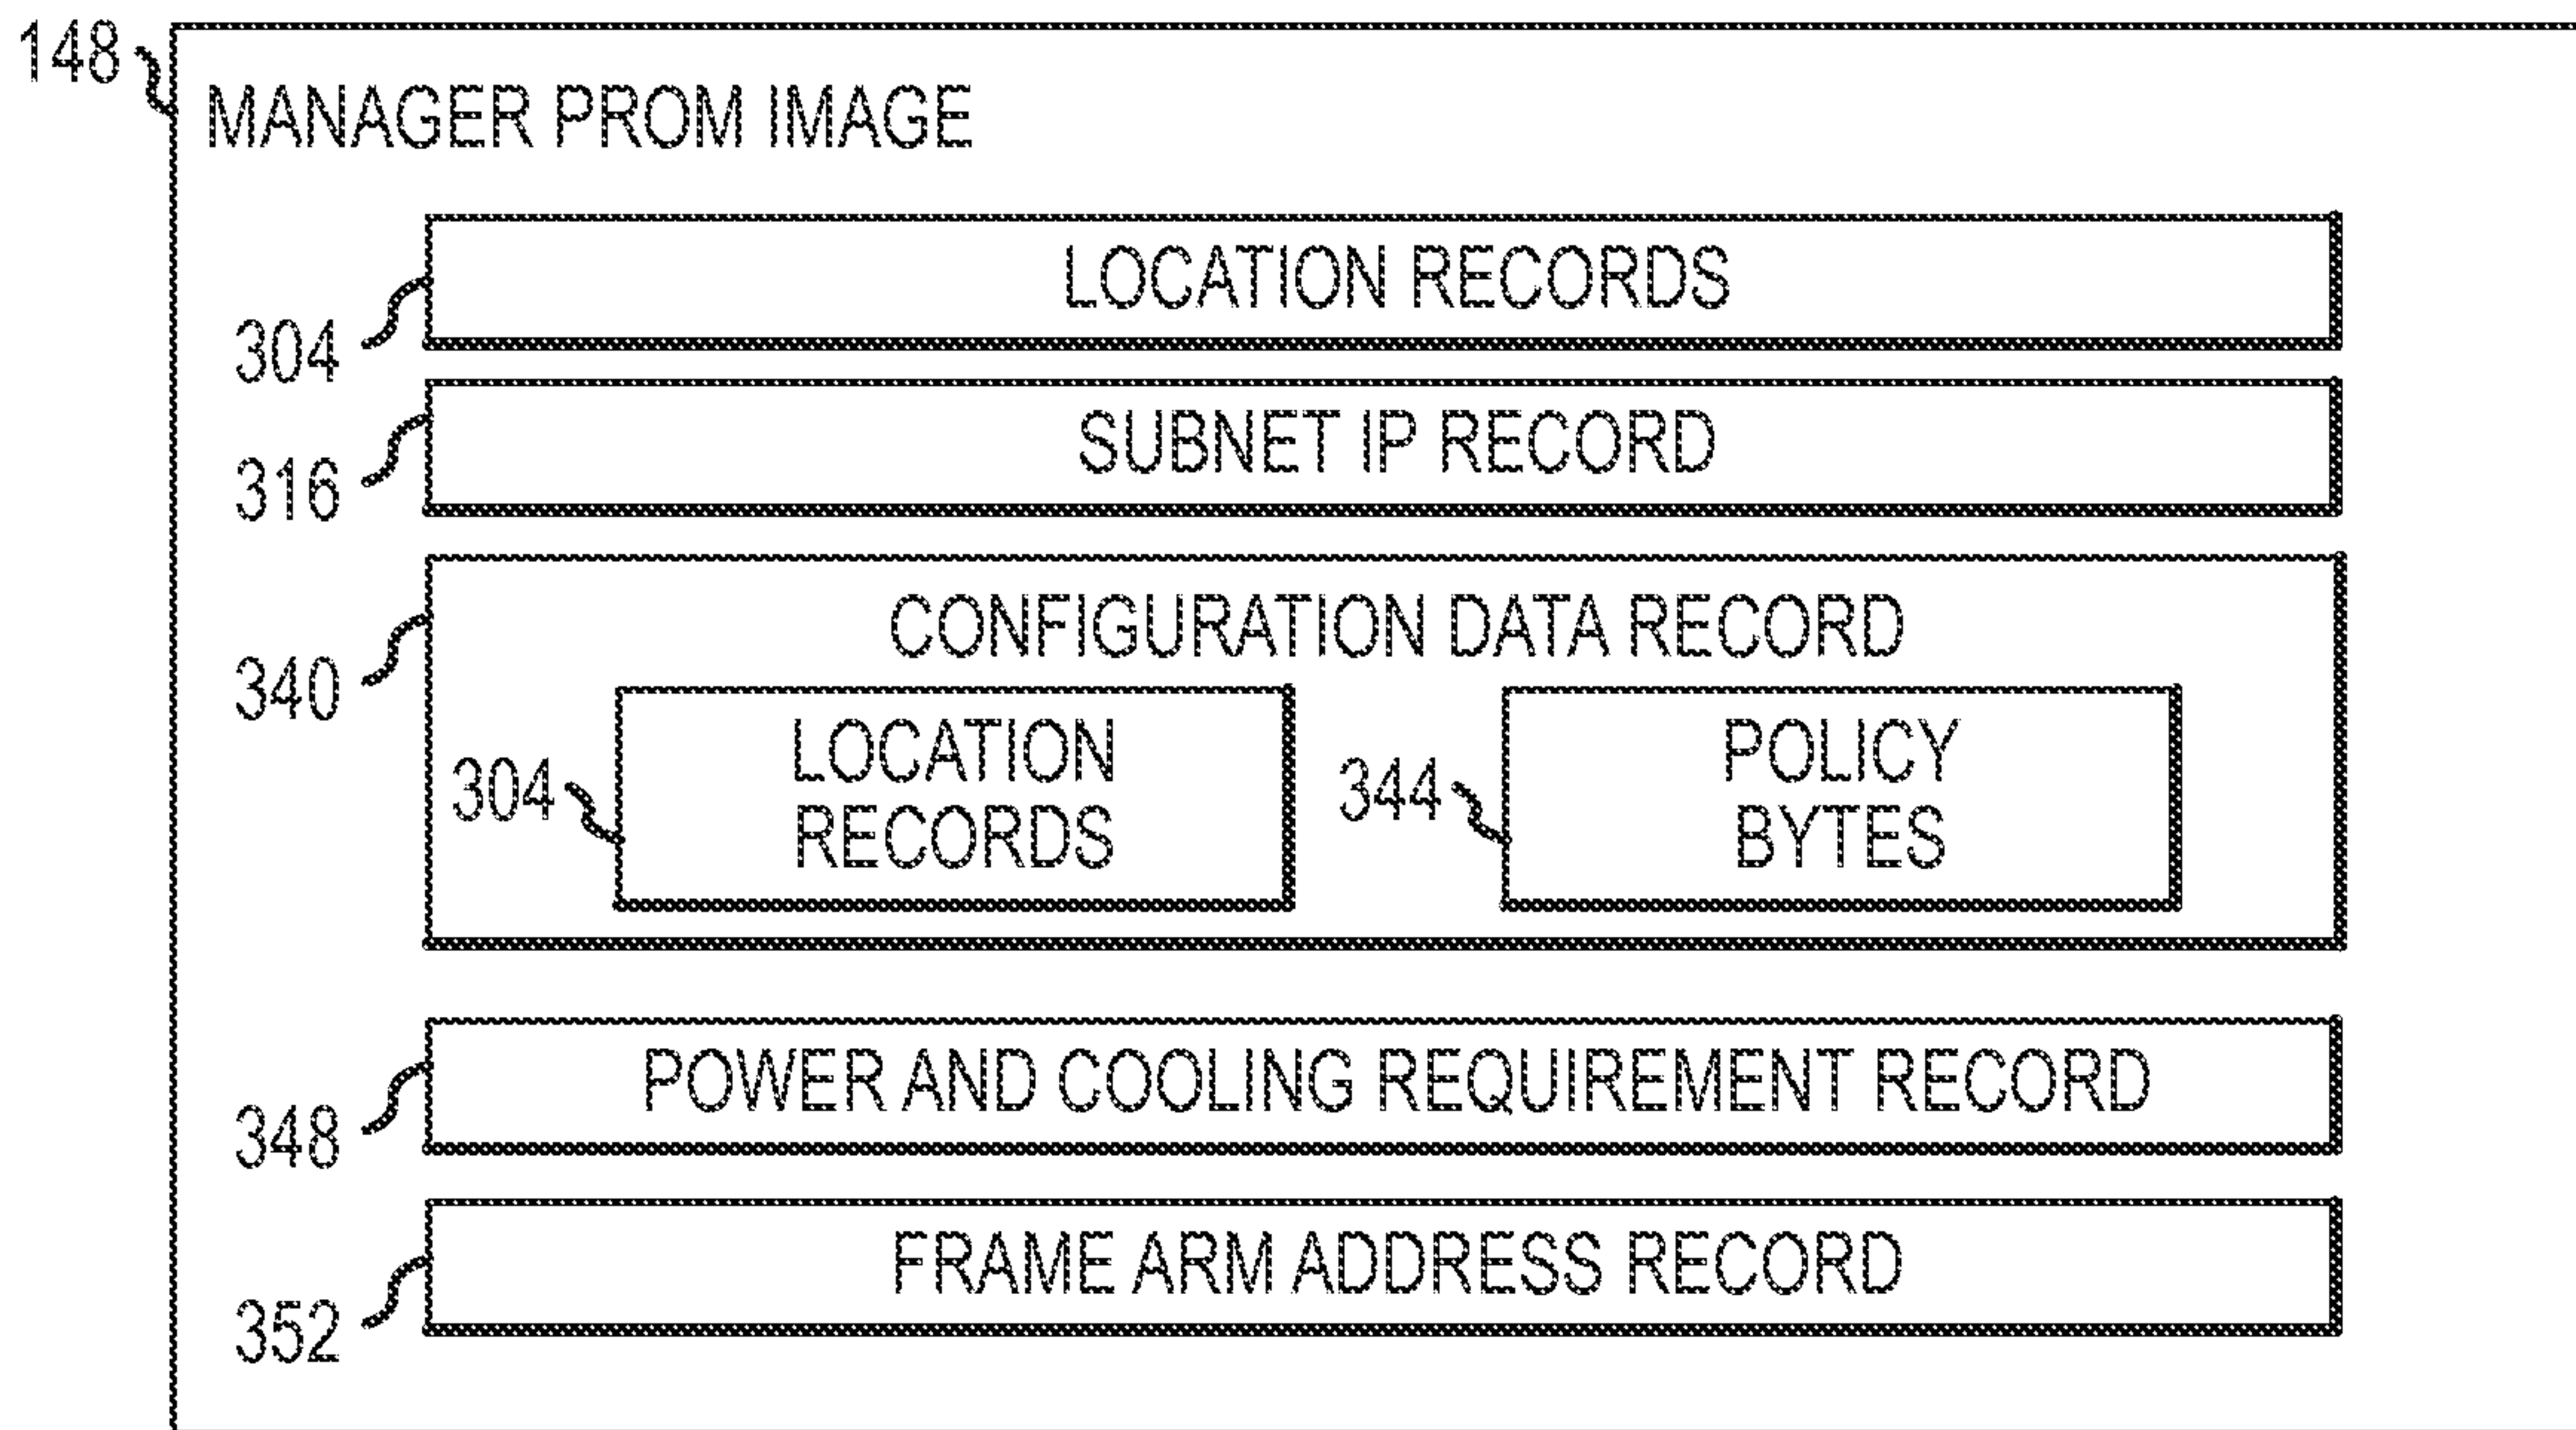 148
MANAGER PROM IMAGE
LOCATION RECORDS
304
SUBNET IP RECORD
316
CONFIGURATION DATA RECORD
340
304
LOCATION
RECORDS
344
POLICY
BYTES
POWER AND COOLING REQUIREMENT RECORD
348
FRAME ARM ADDRESS RECORD
352